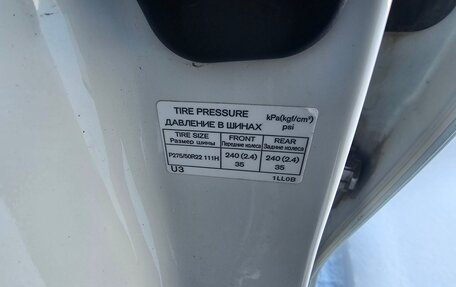 TIRE PRESSURE kPa(kgf/cm²)
ДАВЛЕНИЕ В ШИНАХ psi
TIRE SIZE FRONT REAR
Размер шины Передние колеса Задние колеса
P275/50R22 111H 240 (2.4) 240 (2.4)
35 35
U3 1LL0B